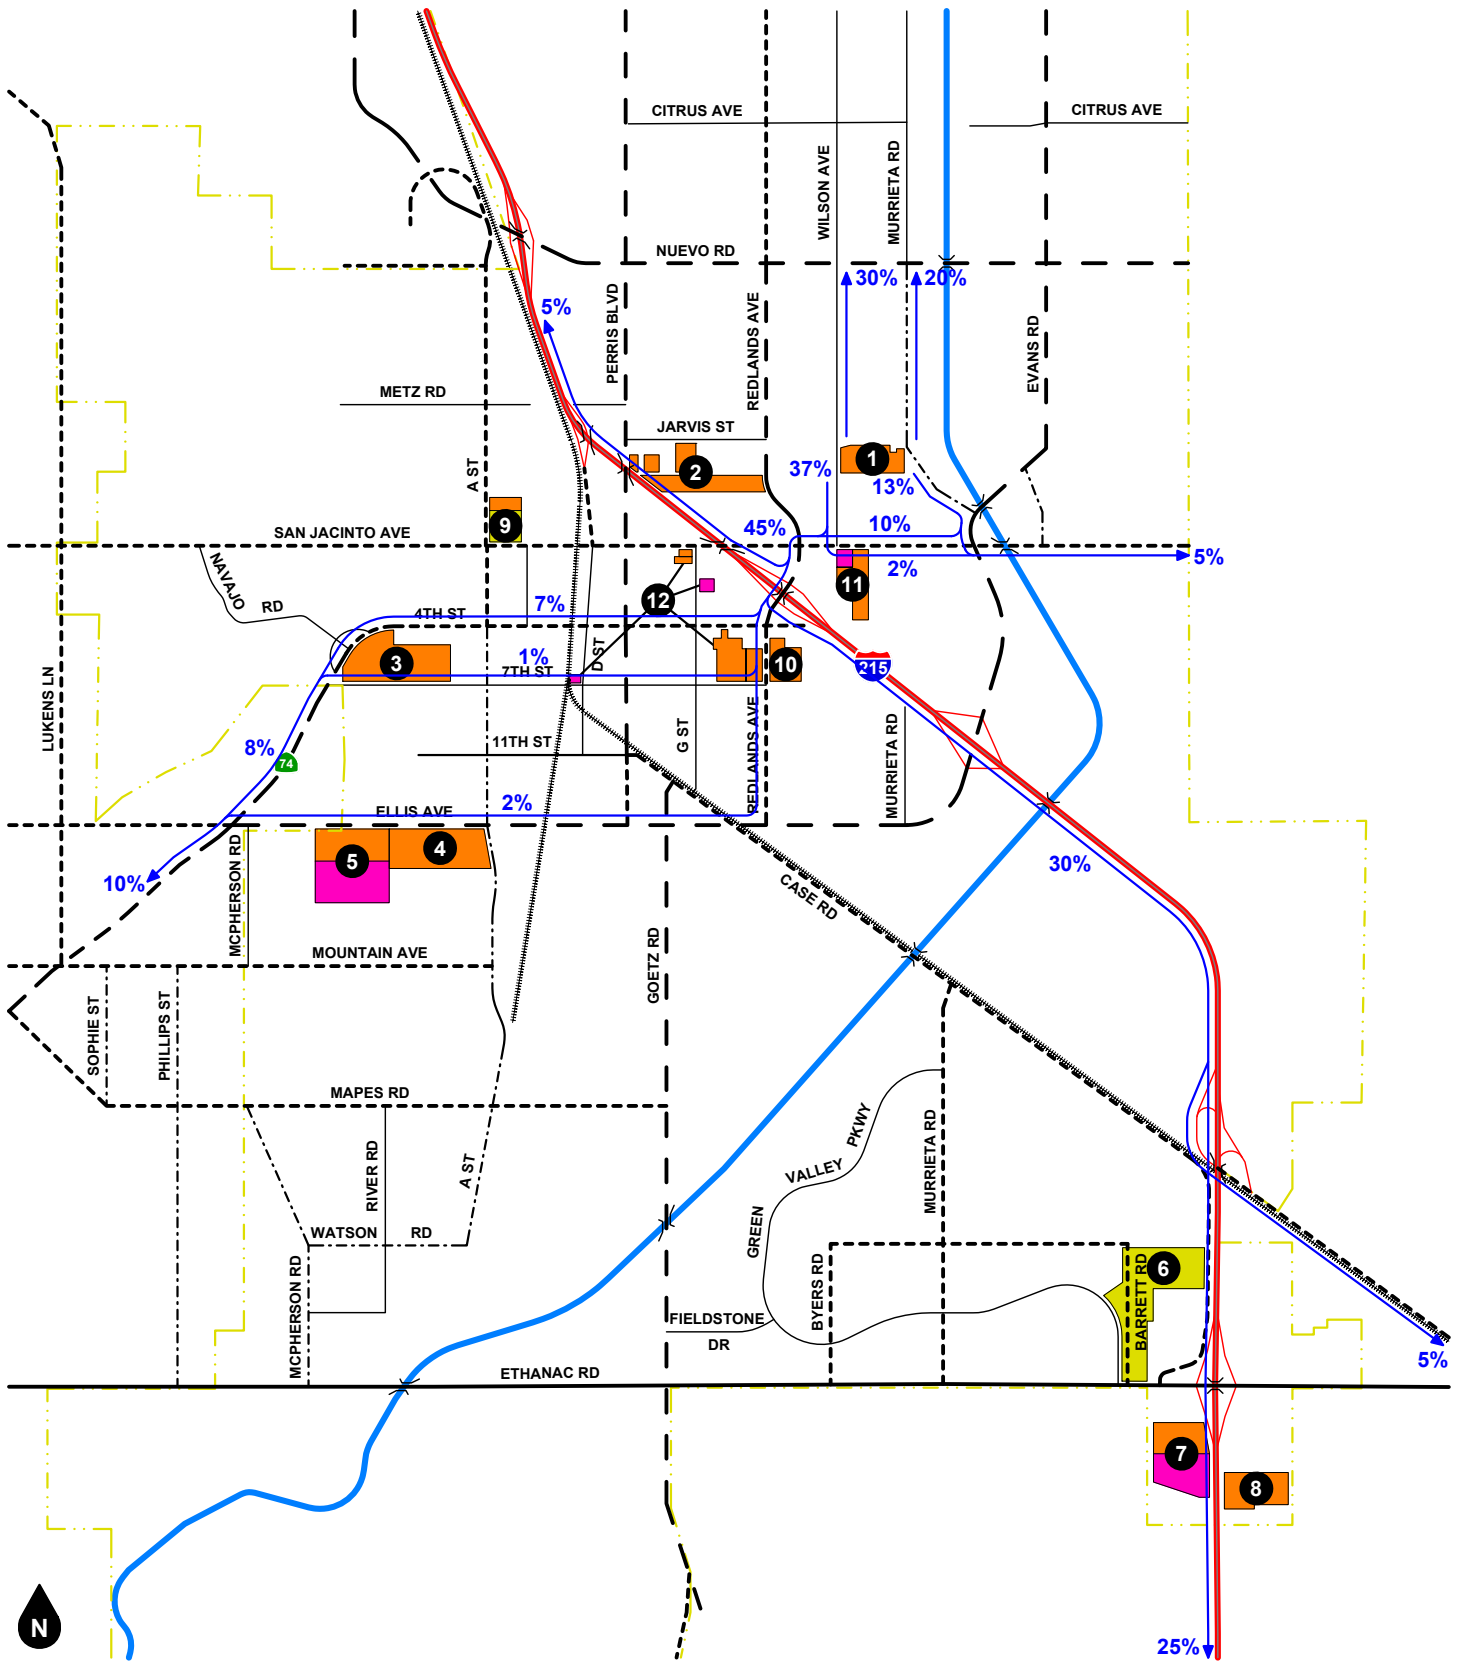 CITRUS AVE
CITRUS AVE
WILSON AVE
MURRIETA RD
NUEVO RD
30%
20%
5%
PERRIS BLVD
REDLANDS AVE
EVANS RD
METZ RD
JARVIS ST
A ST
2
1
37%
13%
9
SAN JACINTO AVE
45%
10%
5%
2%
11
NAVAJO
RD
12
4TH ST
7%
3
1%
D ST
10
7TH ST
215
LUKENS LN
8%
74
11TH ST
G ST
REDLANDS AVE
MURRIETA RD
ELLIS AVE
2%
5
4
10%
MCPHERSON RD
30%
CASE RD
MOUNTAIN AVE
GOETZ RD
SOPHIE ST
PHILLIPS ST
MAPES RD
RIVER RD
A ST
PKWY
VALLEY
GREEN
MURRIETA RD
WATSON
RD
MCPHERSON RD
BYERS RD
BARRETT RD
6
FIELDSTONE
DR
5%
ETHANAC RD
7
8
N
25%